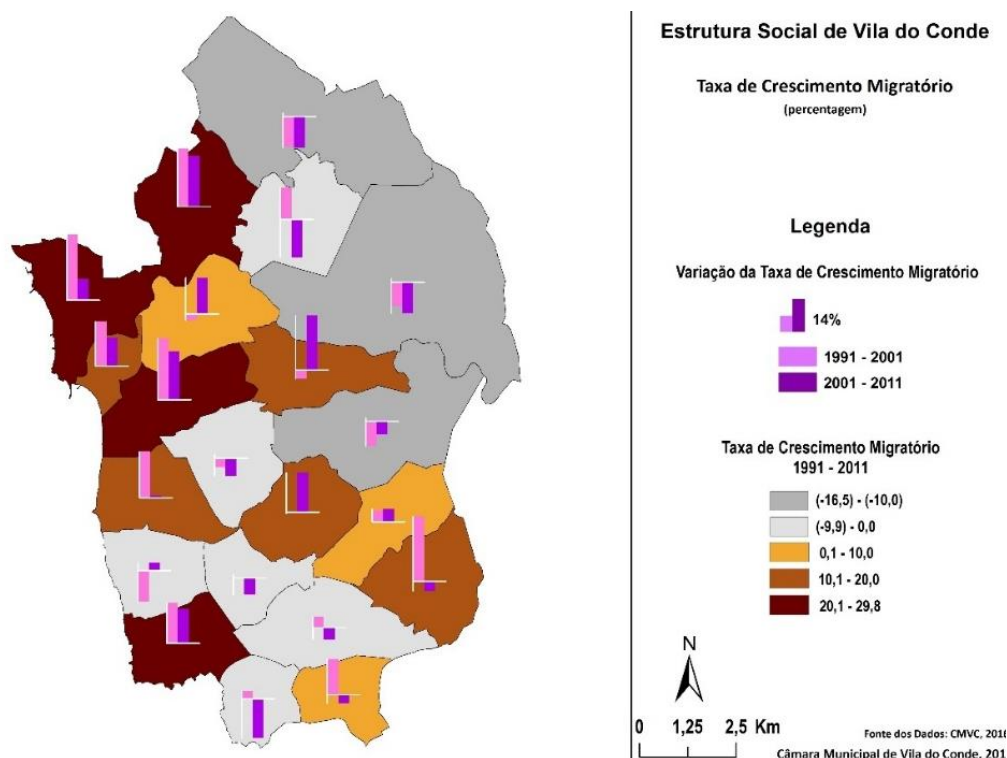 Estrutura Social de Vila do Conde
Taxa de Crescimento Migratório
(percentagem)
Legenda
Variação da Taxa de Crescimento Migratório
14%
1991 - 2001
2001 - 2011
Taxa de Crescimento Migratório
1991 - 2011
(-16,5) - (-10,0)
(-9,9) - 0,0
0,1 - 10,0
10,1 - 20,0
20,1 - 29,8
N
0 1,25 2,5 Km
Fonte dos Dados: CMVC, 2016
Câmara Municipal de Vila do Conde, 201